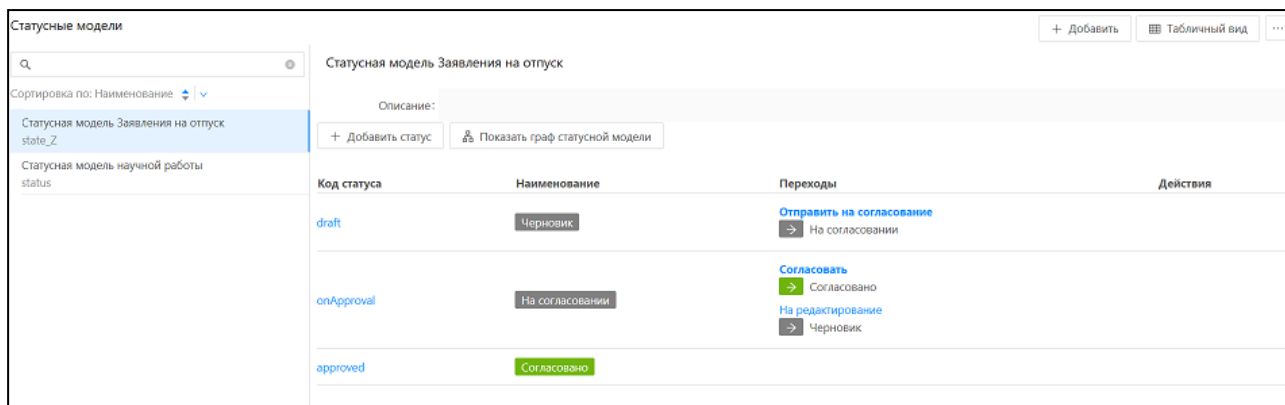 Статусные модели
+ Добавить
Табличный вид
...
Сортировка по: Наименование
Статусная модель Заявления на отпуск
state_Z
Статусная модель научной работы
status
Статусная модель Заявления на отпуск
Описание:
+ Добавить статус
Показать граф статусной модели
Код статуса Наименование Переходы Действия
draft Черновик Отправить на согласование
→ На согласовании
onApproval На согласовании Согласовать
→ Согласовано
На редактирование
→ Черновик
approved Согласовано